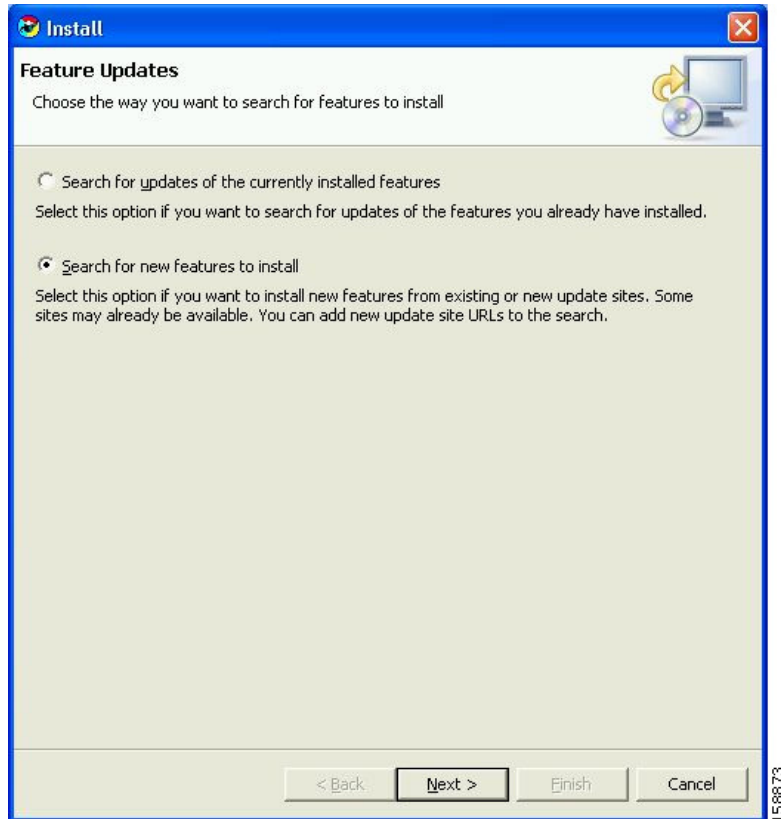 Install
Feature Updates
Choose the way you want to search for features to install
Search for updates of the currently installed features
Select this option if you want to search for updates of the features you already have installed.
Search for new features to install
Select this option if you want to install new features from existing or new update sites. Some
sites may already be available. You can add new update site URLs to the search.
< Back
Next >
Finish
Cancel
158873